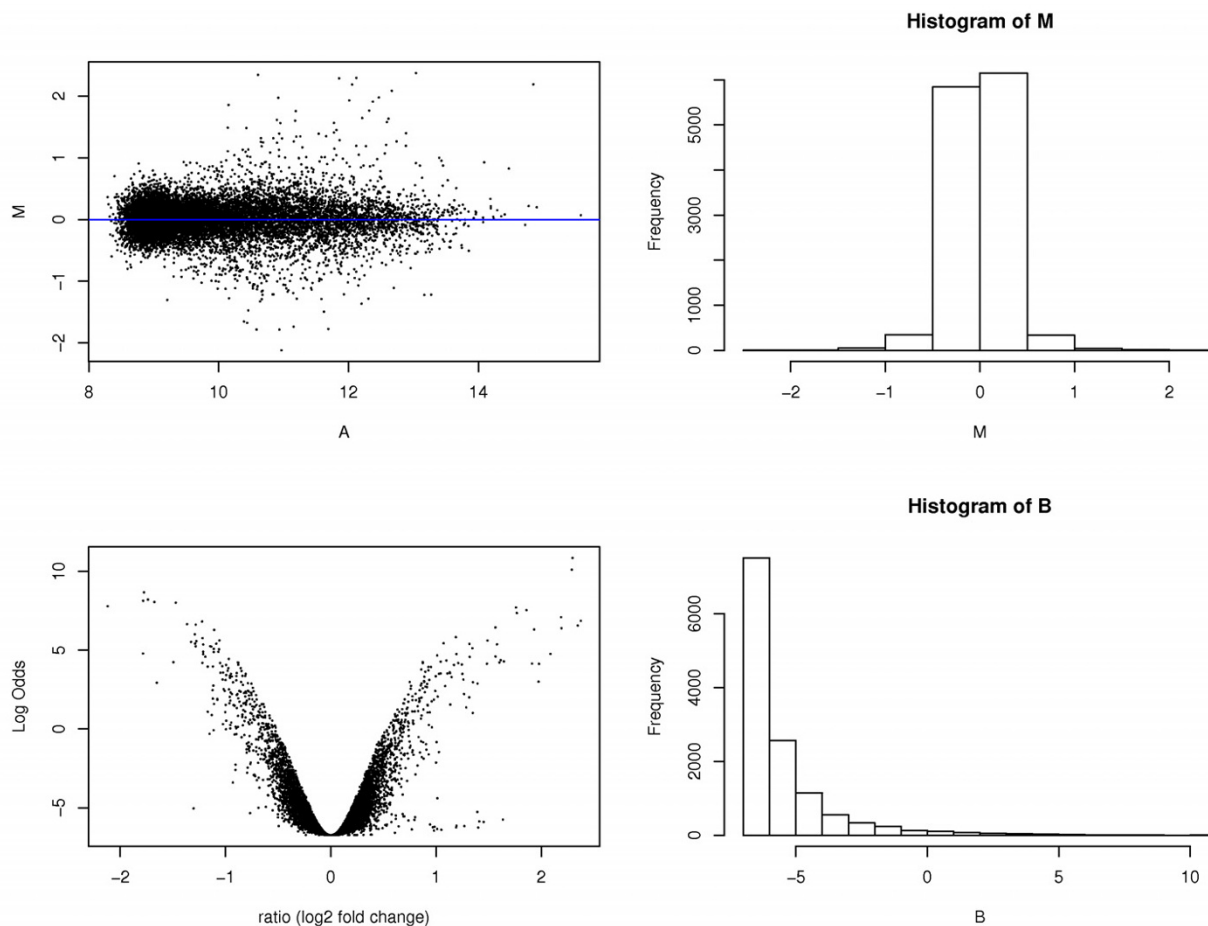 Histogram of M
M
2
1
0
−1
−2
8 10 12 14
A
Frequency
5000
3000
1000
0
−2 −1 0 1 2
M
Log Odds
10
5
0
−5
−2 −1 0 1 2
ratio (log2 fold change)
Histogram of B
Frequency
6000
4000
2000
0
−5 0 5 10
B